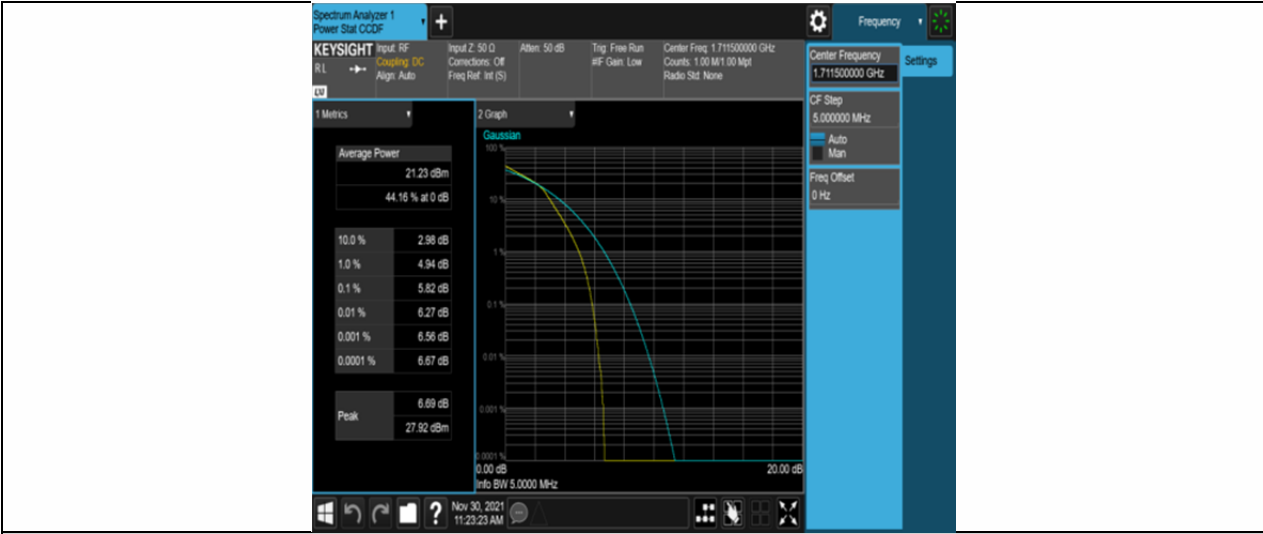 Spectrum Analyzer 1
Power Stat CCDF
Frequency
KEYSIGHT
RL
LV
Input: RF
Coupling: DC
Align: Auto
Input Z: 50 Ω
Corrections: Off
Freq Ref: Int (S)
Atten: 50 dB
Trig: Free Run
#IF Gain: Low
Center Freq: 1.711500000 GHz
Counts: 1.00 M/1.00 Mpt
Radio Std: None
1 Metrics
Average Power
21.23 dBm
44.16 % at 0 dB
10.0 % 2.98 dB
1.0 % 4.94 dB
0.1 % 5.82 dB
0.01 % 6.27 dB
0.001 % 6.56 dB
0.0001 % 6.67 dB
Peak
6.69 dB
27.92 dBm
2 Graph
Gaussian
100 %
10 %
1 %
0.1 %
0.01 %
0.001 %
0.0001 %
0.00 dB 20.00 dB
Info BW 5.0000 MHz
Center Frequency
1.711500000 GHz
CF Step
5.000000 MHz
Auto
Man
Freq Offset
0 Hz
Settings
?
Nov 30, 2021
11:23:23 AM